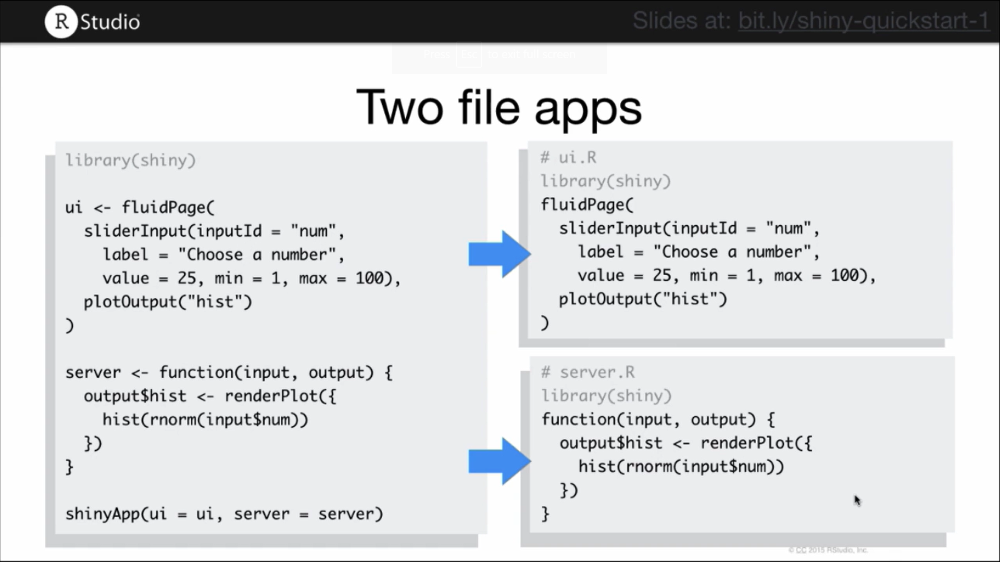 R Studio
Slides at: bit.ly/shiny-quickstart-1
Press Esc to exit full screen
Two file apps
library(shiny)
ui <- fluidPage(
  sliderInput(inputId = "num",
    label = "Choose a number",
    value = 25, min = 1, max = 100),
  plotOutput("hist")
)
server <- function(input, output) {
  output$hist <- renderPlot({
    hist(rnorm(input$num))
  })
}
shinyApp(ui = ui, server = server)
# ui.R
library(shiny)
fluidPage(
  sliderInput(inputId = "num",
    label = "Choose a number",
    value = 25, min = 1, max = 100),
  plotOutput("hist")
)
# server.R
library(shiny)
function(input, output) {
  output$hist <- renderPlot({
    hist(rnorm(input$num))
  })
}
© CC 2015 RStudio, Inc.